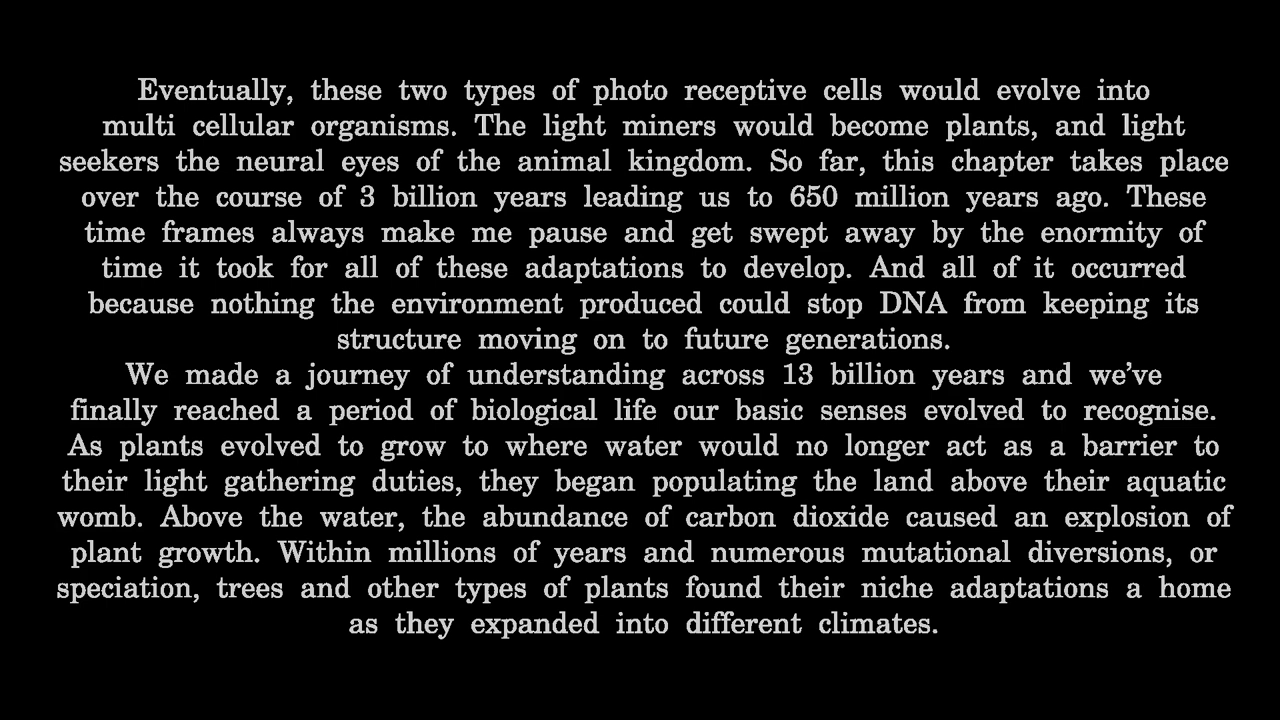 Eventually, these two types of photo receptive cells would evolve into
multi cellular organisms. The light miners would become plants, and light
seekers the neural eyes of the animal kingdom. So far, this chapter takes place
over the course of 3 billion years leading us to 650 million years ago. These
time frames always make me pause and get swept away by the enormity of
time it took for all of these adaptations to develop. And all of it occurred
because nothing the environment produced could stop DNA from keeping its
structure moving on to future generations.
We made a journey of understanding across 13 billion years and we’ve
finally reached a period of biological life our basic senses evolved to recognise.
As plants evolved to grow to where water would no longer act as a barrier to
their light gathering duties, they began populating the land above their aquatic
womb. Above the water, the abundance of carbon dioxide caused an explosion of
plant growth. Within millions of years and numerous mutational diversions, or
speciation, trees and other types of plants found their niche adaptations a home
as they expanded into different climates.